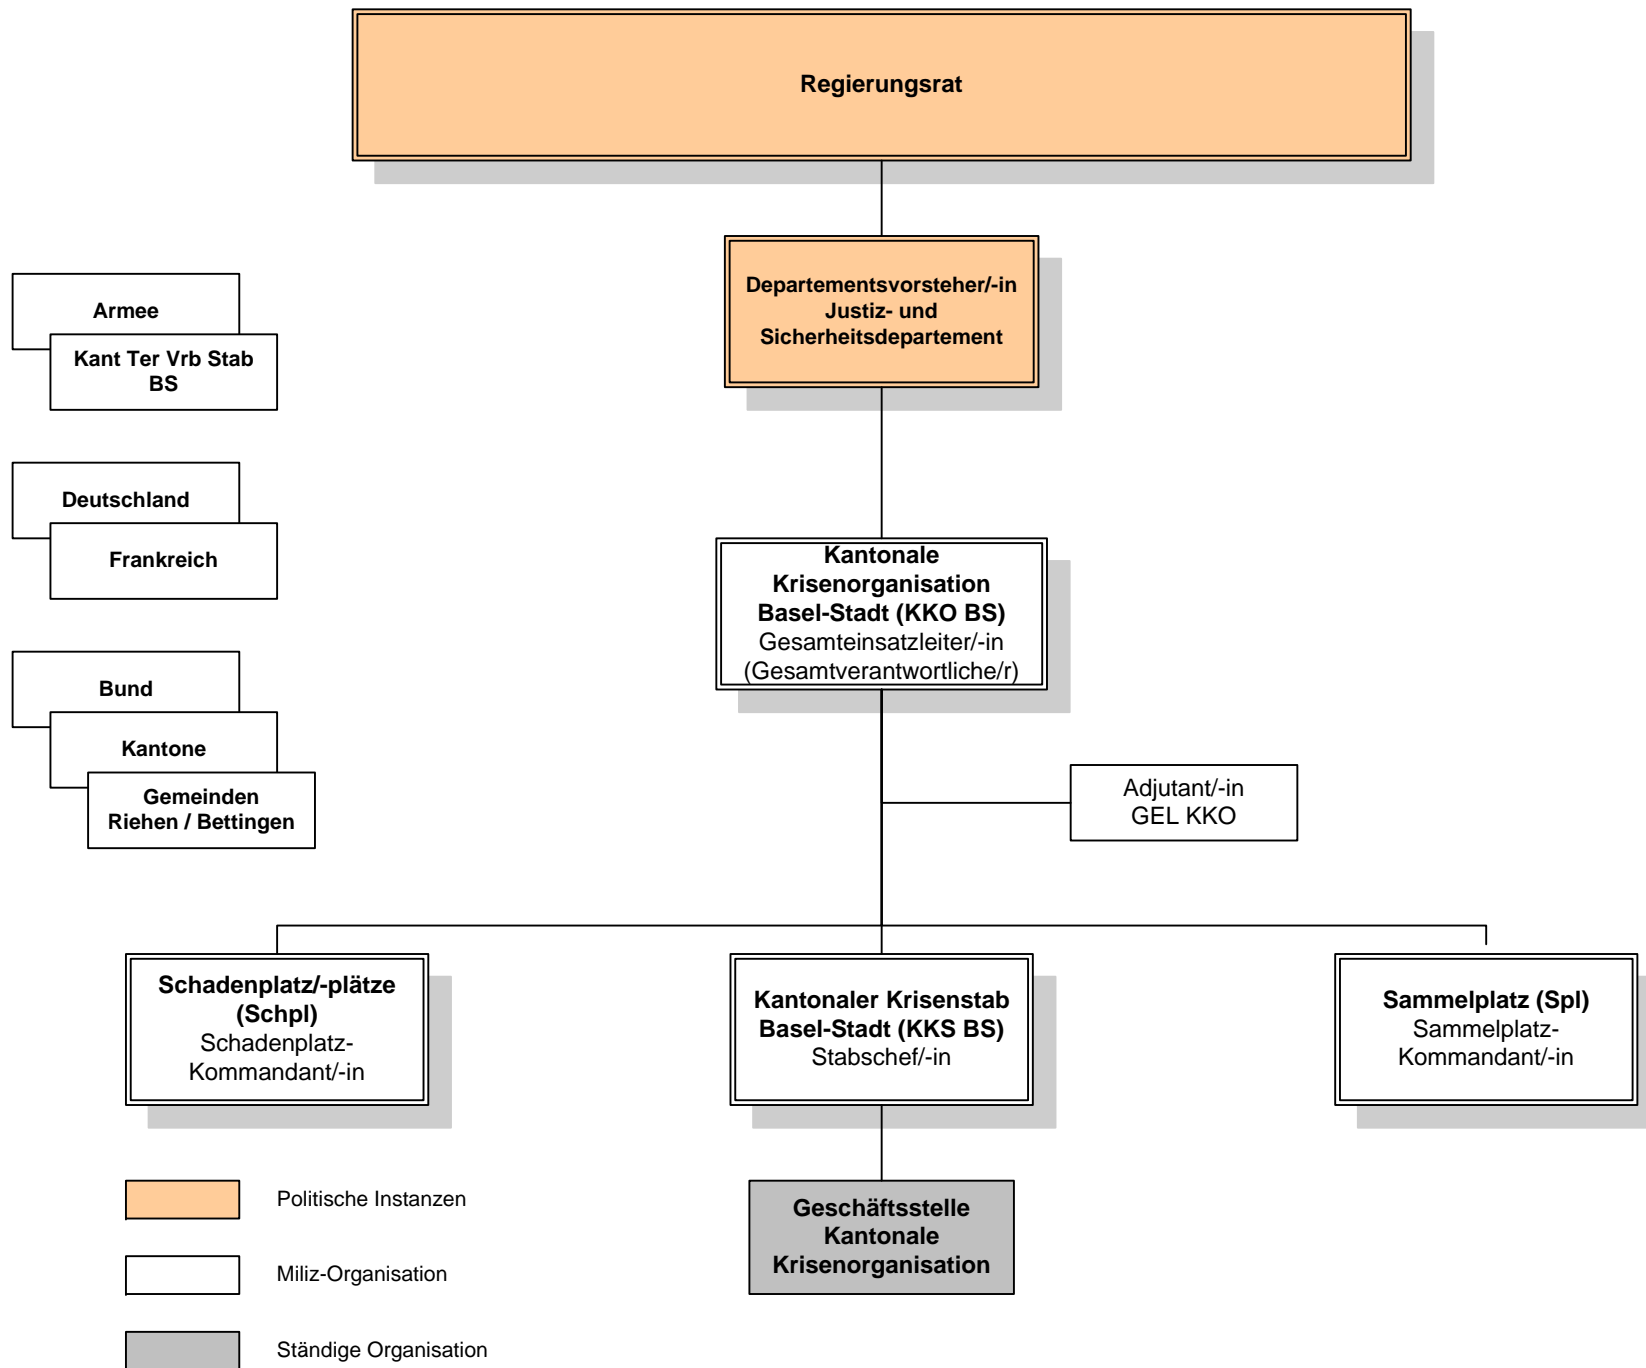 Regierungsrat
Departementsvorsteher/-in
Justiz- und
Sicherheitsdepartement
Armee
Kant Ter Vrb Stab
BS
Deutschland
Frankreich
Bund
Kantone
Gemeinden
Riehen / Bettingen
Kantonale
Krisenorganisation
Basel-Stadt (KKO BS)
Gesamteinsatzleiter/-in
(Gesamtverantwortliche/r)
Adjutant/-in
GEL KKO
Schadenplatz/-plätze
(Schpl)
Schadenplatz-
Kommandant/-in
Kantonaler Krisenstab
Basel-Stadt (KKS BS)
Stabschef/-in
Sammelplatz (Spl)
Sammelplatz-
Kommandant/-in
Geschäftsstelle
Kantonale
Krisenorganisation
Politische Instanzen
Miliz-Organisation
Ständige Organisation